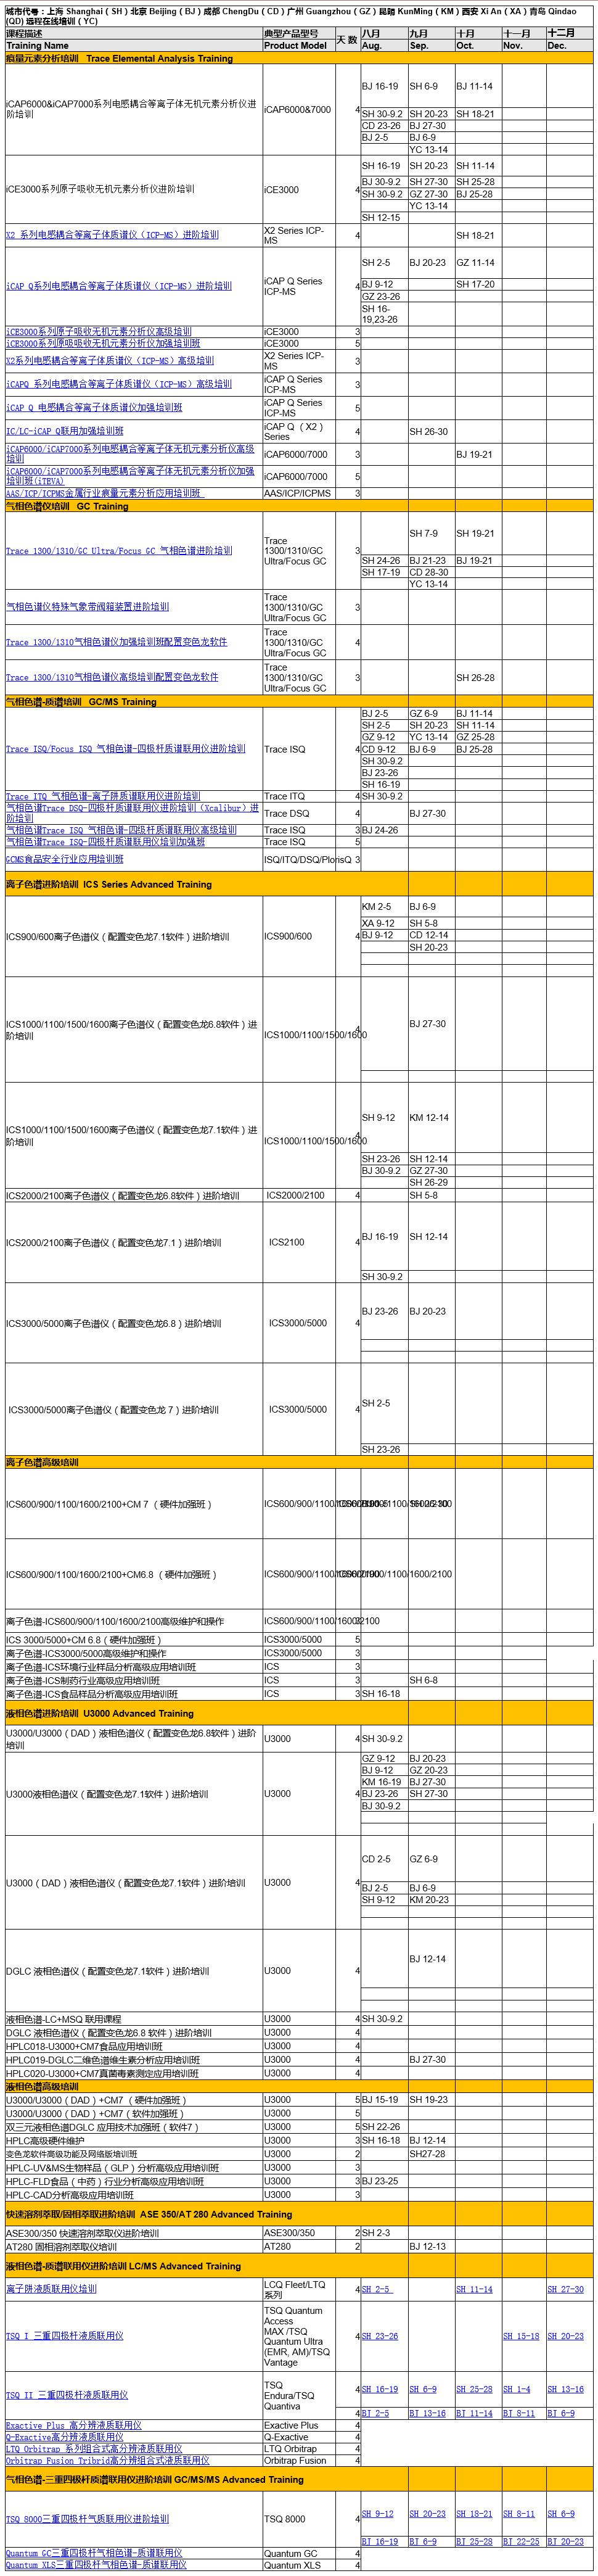 城市代号：上海 Shanghai（SH）北京 Beijing（BJ）成都 ChengDu（CD）广州 Guangzhou（GZ）昆明 KunMing（KM）西安 Xi An（XA）青岛 Qindao
(QD) 远程在线培训（YC）
课程描述 典型产品型号 天 数 八月 九月 十月 十一月 十二月
Training Name Product Model Aug. Sep. Oct. Nov. Dec.
痕量元素分析培训 Trace Elemental Analysis Training
iCAP6000&iCAP7000系列电感耦合等离子体无机元素分析仪进阶培训 iCAP6000&7000 4 BJ 16-19 SH 6-9 BJ 11-14
SH 30-9.2 SH 20-23 SH 18-21
CD 23-26 BJ 27-30
BJ 2-5 BJ 6-9
YC 13-14
iCE3000系列原子吸收无机元素分析仪进阶培训 iCE3000 4 SH 16-19 SH 20-23 SH 11-14
BJ 30-9.2 SH 27-30 SH 25-28
SH 30-9.2 GZ 27-30 BJ 25-28
YC 13-14
SH 12-15
X2 系列电感耦合等离子体质谱仪（ICP-MS）进阶培训 X2 Series ICP-MS 4 SH 18-21
iCAP Q系列电感耦合等离子体质谱仪（ICP-MS）进阶培训 iCAP Q Series ICP-MS 4 SH 2-5 BJ 20-23 GZ 11-14
BJ 9-12 SH 17-20
GZ 23-26
SH 16-19,23-26
iCE3000系列原子吸收无机元素分析仪高级培训 iCE3000 3
iCE3000系列原吸吸收无机元素分析仪加强培训班 iCE3000 5
X2系列电感耦合等离子体质谱仪（ICP-MS）高级培训 X2 Series ICP-MS 3
iCAPQ 系列电感耦合等离子体质谱仪（ICP-MS）高级培训 iCAP Q Series ICP-MS 3
iCAP Q 电感耦合等离子体质谱仪加强培训班 iCAP Q Series ICP-MS 5
IC/LC-iCAP Q联用加强培训班 iCAP Q （X2）Series 4 SH 26-30
iCAP6000/iCAP7000系列电感耦合等离子体无机元素分析仪高级培训 iCAP6000/7000 3 BJ 19-21
iCAP6000/iCAP7000系列电感耦合等离子体无机元素分析仪加强培训班(iTEVA) iCAP6000/7000 5
AAS/ICP/ICPMS金属行业痕量元素分析应用培训班 AAS/ICP/ICPMS 3
气相色谱仪培训 GC Training
Trace 1300/1310/GC Ultra/Focus GC 气相色谱进阶培训 Trace 1300/1310/GC Ultra/Focus GC 3 SH 7-9 SH 19-21
SH 24-26 BJ 21-23 BJ 19-21
SH 17-19 CD 28-30
YC 13-14
气相色谱仪特殊气象带阀箱装置进阶培训 Trace 1300/1310/GC Ultra/Focus GC 3
Trace 1300/1310气相色谱仪加强培训班配置变色龙软件 Trace 1300/1310/GC Ultra/Focus GC 4
Trace 1300/1310气相色谱仪高级培训配置变色龙软件 Trace 1300/1310/GC Ultra/Focus GC 3 SH 26-28
气相色谱-质谱培训 GC/MS Training
Trace ISQ/Focus ISQ 气相色谱-四极杆质谱联用仪进阶培训 Trace ISQ 4 BJ 2-5 GZ 6-9 BJ 11-14
SH 2-5 SH 20-23 SH 11-14
GZ 9-12 YC 13-14 GZ 25-28
CD 9-12 BJ 6-9 BJ 25-28
SH 30-9.2
BJ 23-26
SH 16-19
Trace ITQ 气相色谱-离子阱质谱联用仪进阶培训 Trace ITQ 4 SH 30-9.2
气相色谱Trace DSQ-四极杆质谱联用仪进阶培训（Xcalibur）进阶培训 Trace DSQ 4 BJ 27-30
气相色谱Trace ISQ 气相色谱-四极杆质谱联用仪高级培训 Trace ISQ 3 BJ 24-26
气相色谱Trace ISQ-四极杆质谱联用仪培训加强班 Trace ISQ 5
GCMS食品安全行业应用培训班 ISQ/ITQ/DSQ/PlorisQ 3
离子色谱进阶培训 ICS Series Advanced Training
ICS900/600离子色谱仪（配置变色龙7.1软件）进阶培训 ICS900/600 4 KM 2-5 BJ 6-9
XA 9-12 SH 5-8
BJ 9-12 CD 12-14
SH 20-23
ICS1000/1100/1500/1600离子色谱仪（配置变色龙6.8软件）进阶培训 ICS1000/1100/1500/1600 4 BJ 27-30
ICS1000/1100/1500/1600离子色谱仪（配置变色龙7.1软件）进阶培训 ICS1000/1100/1500/1600 4 SH 9-12 KM 12-14
SH 23-26 SH 12-14
BJ 30-9.2 GZ 27-30
SH 26-29
ICS2000/2100离子色谱仪（配置变色龙6.8软件）进阶培训 ICS2000/2100 4 SH 5-8
ICS2000/2100离子色谱仪（配置变色龙7.1）进阶培训 ICS2100 4 BJ 16-19 SH 12-14
SH 30-9.2
ICS3000/5000离子色谱仪（配置变色龙6.8）进阶培训 ICS3000/5000 4 BJ 23-26 BJ 20-23
ICS3000/5000离子色谱仪（配置变色龙 7）进阶培训 ICS3000/5000 4 SH 2-5
SH 23-26
离子色谱高级培训
ICS600/900/1100/1600/2100+CM 7 （硬件加强班） SH 26-30
ICS600/900/1100/1600/2100+CM6.8 （硬件加强班）
离子色谱-ICS600/900/1100/1600/2100高级维护和操作 ICS600/900/1100/1600/2100 3
ICS 3000/5000+CM 6.8（硬件加强班） ICS3000/5000 5
离子色谱-ICS3000/5000高级维护和操作 ICS3000/5000 3
离子色谱-ICS环境行业样品分析高级应用培训班 ICS 3
离子色谱-ICS制药行业高级应用培训班 ICS 3 SH 6-8
离子色谱-ICS食品样品分析高级应用培训班 ICS 3 SH 16-18
液相色谱进阶培训 U3000 Advanced Training
U3000/U3000（DAD）液相色谱仪（配置变色龙6.8软件）进阶培训 U3000 4 SH 30-9.2
U3000液相色谱仪（配置变色龙7.1软件）进阶培训 U3000 4 GZ 9-12 BJ 20-23
BJ 9-12 GZ 20-23
KM 16-19 BJ 27-30
BJ 23-26 SH 27-30
BJ 30-9.2
U3000（DAD）液相色谱仪（配置变色龙7.1软件）进阶培训 U3000 4 CD 2-5 GZ 6-9
BJ 2-5 BJ 6-9
SH 9-12 KM 20-23
DGLC 液相色谱仪（配置变色龙7.1软件）进阶培训 U3000 4 BJ 12-14
液相色谱-LC+MSQ 联用课程 U3000 4 SH 30-9.2
DGLC 液相色谱仪（配置变色龙6.8 软件）进阶培训 U3000 4
HPLC018-U3000+CM7食品应用培训班 U3000 4
HPLC019-DGLC二维色谱维生素分析应用培训班 U3000 4 BJ 27-30
HPLC020-U3000+CM7真菌毒素测定应用培训班 U3000 4
液相色谱高级培训
U3000/U3000（DAD）+CM7 （硬件加强班） U3000 5 BJ 15-19 SH 19-23
U3000/U3000（DAD）+CM7（软件加强班） U3000 5
双三元液相色谱DGLC 应用技术加强班（软件7） U3000 5 SH 22-26
HPLC高级硬件维护 U3000 3 SH 16-18 BJ 12-14
变色龙软件高级功能及网络版培训班 U3000 2 SH27-28
HPLC-UV&MS生物样品（GLP）分析高级应用培训班 U3000 3
HPLC-FLD食品（中药）行业分析高级应用培训班 U3000 3 BJ 23-25
HPLC-CAD分析高级应用培训班 U3000 3
快速溶剂萃取/固相萃取进阶培训 ASE 350/AT 280 Advanced Training
ASE300/350 快速溶剂萃取仪进阶培训 ASE300/350 2 SH 2-3
AT280 固相溶剂萃取仪培训 AT280 2 BJ 12-13
液相色谱-质谱联用仪进阶培训 LC/MS Advanced Training
离子阱液质联用仪培训 LCQ Fleet/LTQ 系列 4 SH 2-5 SH 11-14 SH 27-30
TSQ I 三重四极杆液质联用仪 TSQ Quantum Access MAX /TSQ Quantum Ultra (EMR, AM)/TSQ Vantage 4 SH 23-26 SH 15-18 SH 20-23
TSQ II 三重四极杆液质联用仪 TSQ Endura/TSQ Quantiva 4 SH 16-19 SH 6-9 SH 25-28 SH 1-4 SH 13-16
4 BJ 2-5 BJ 13-16 BJ 11-14 BJ 8-11 BJ 6-9
Exactive Plus 高分辨液质联用仪 Exactive Plus 4
Q-Exactive高分辨液质联用仪 Q-Exactive 4
LTQ Orbitrap 系列组合式高分辨液质联用仪 LTQ Orbitrap 4
Orbitrap Fusion Tribrid高分辨组合式液质联用仪 Orbitrap Fusion 4
气相色谱-三重四极杆质谱联用仪进阶培训 GC/MS/MS Advanced Training
TSQ 8000三重四极杆气质联用仪进阶培训 TSQ 8000 4 SH 9-12 SH 20-23 SH 18-21 SH 8-11 SH 6-9
BJ 16-19 BJ 6-9 BJ 25-28 BJ 22-25 BJ 20-23
Quantum GC三重四极杆气相色谱-质谱联用仪 Quantum GC 4
Quantum XLS三重四极杆气相色谱-质谱联用仪 Quantum XLS 4